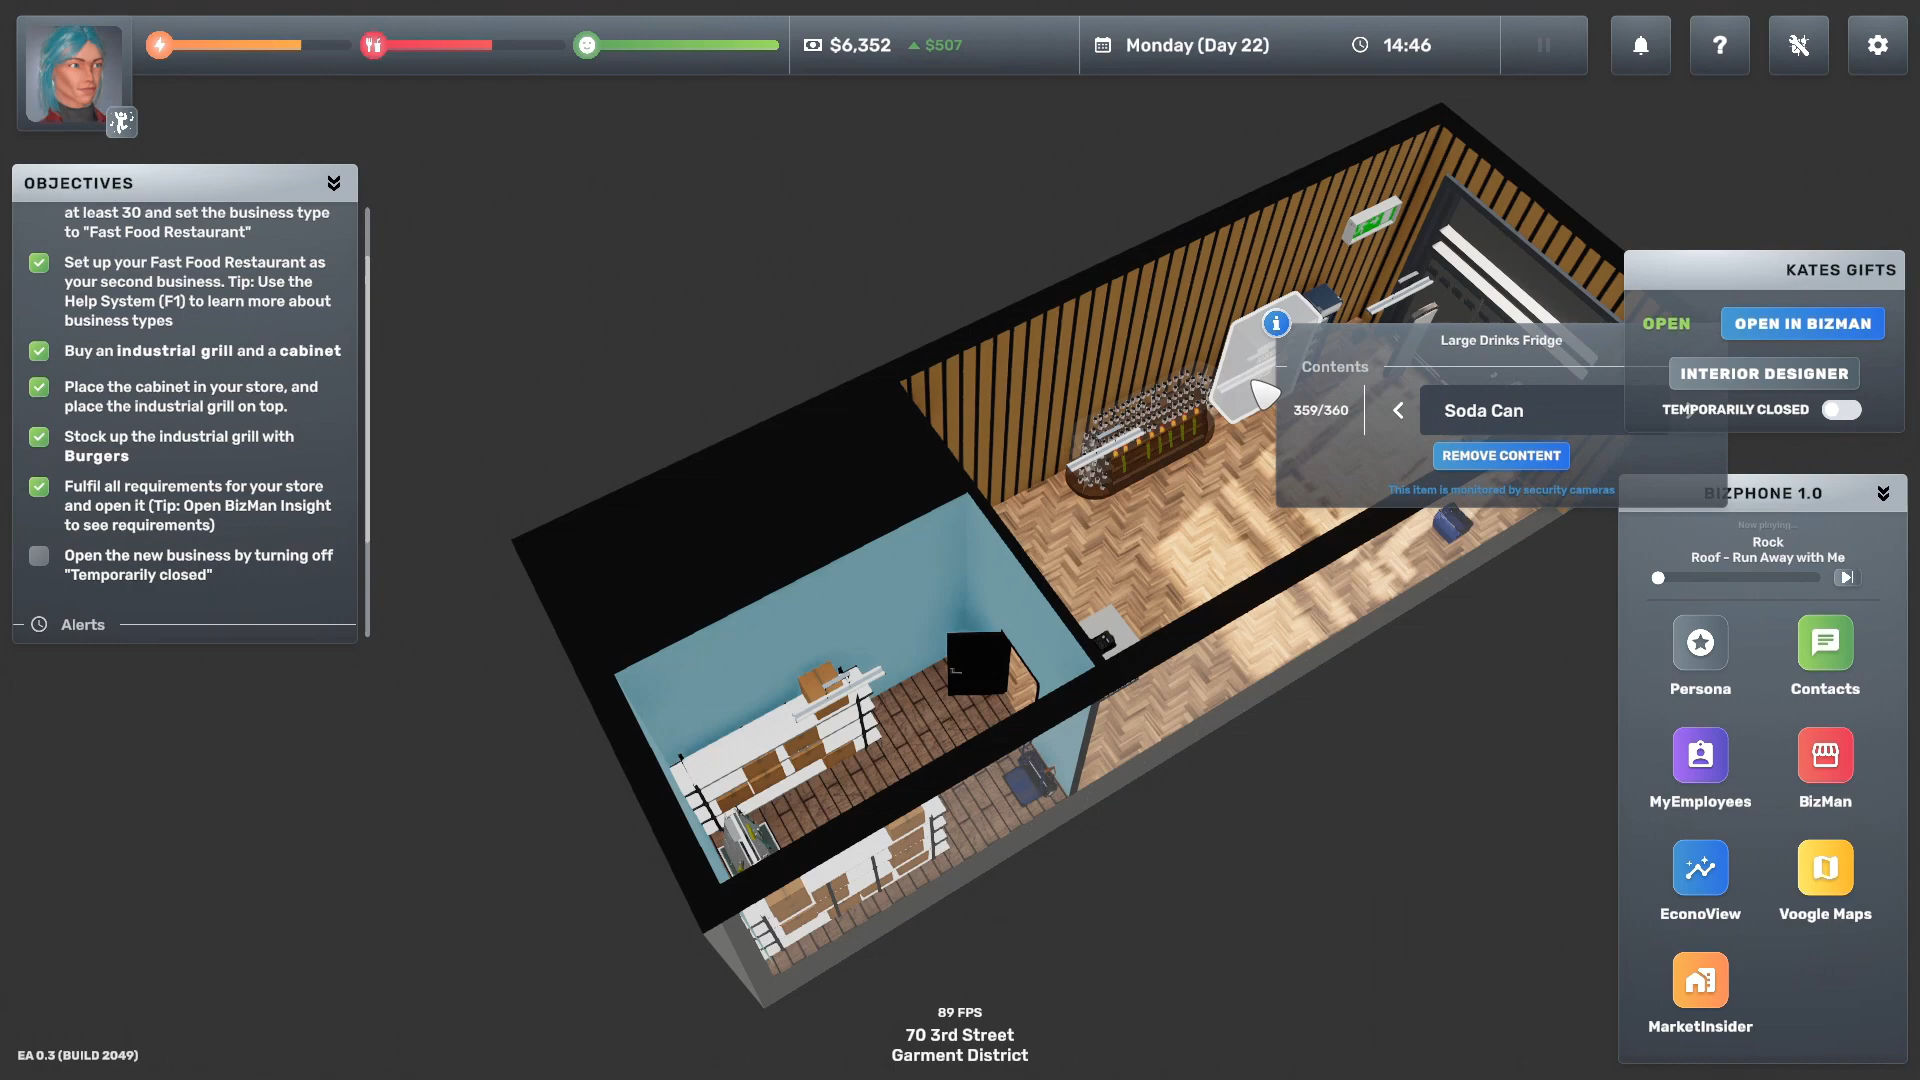 $6,352
$507
Monday (Day 22)
14:46
?
OBJECTIVES
at least 30 and set the business type
to "Fast Food Restaurant"
Set up your Fast Food Restaurant as
your second business. Tip: Use the
Help System (F1) to learn more about
business types
Buy an industrial grill and a cabinet
Place the cabinet in your store, and
place the industrial grill on top.
Stock up the industrial grill with
Burgers
Fulfil all requirements for your store
and open it (Tip: Open BizMan Insight
to see requirements)
Open the new business by turning off
"Temporarily closed"
Alerts
Large Drinks Fridge
Contents
359/360
Soda Can
REMOVE CONTENT
This item is monitored by security cameras
KATES GIFTS
OPEN
OPEN IN BIZMAN
INTERIOR DESIGNER
TEMPORARILY CLOSED
BIZPHONE 1.0
Now playing...
Rock
Roof - Run Away with Me
Persona
Contacts
MyEmployees
BizMan
EconoView
Voogle Maps
MarketInsider
89 FPS
70 3rd Street
Garment District
EA 0.3 (BUILD 2049)